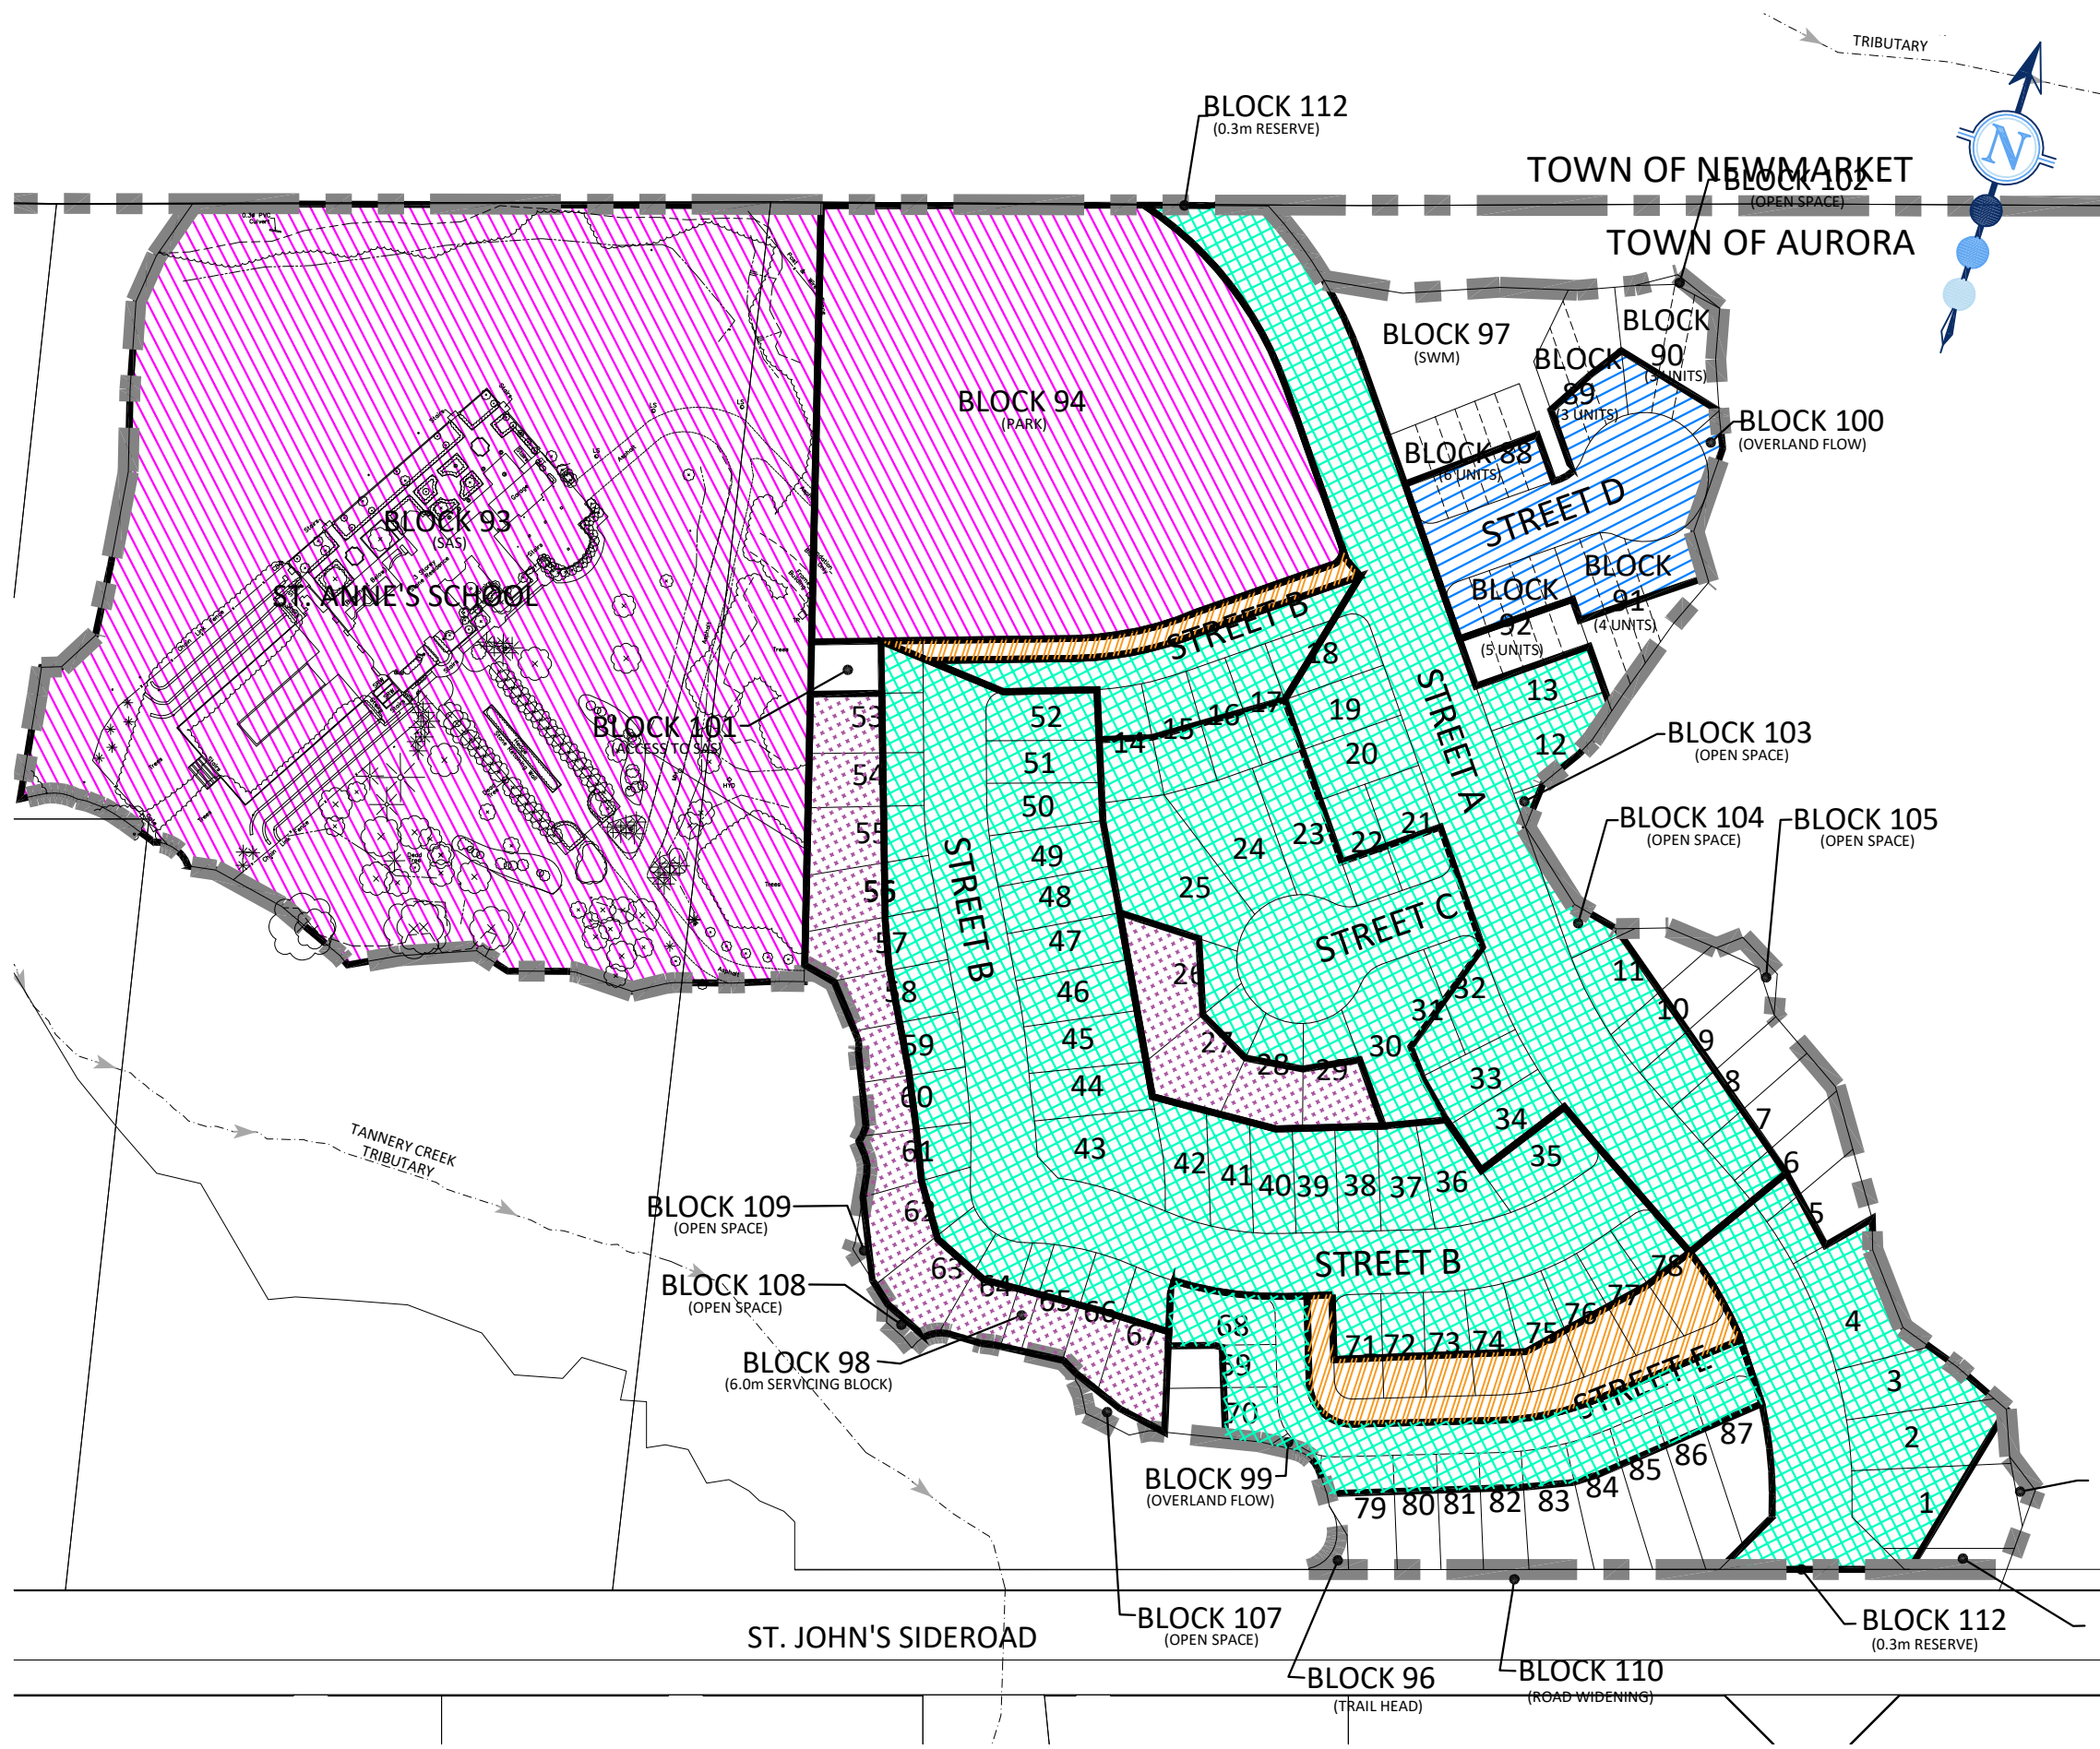 TRIBUTARY
BLOCK 112
(0.3m RESERVE)
N
TOWN OF NEWMARKET
BLOCK 102
(OPEN SPACE)
TOWN OF AURORA
BLOCK 97
(SWM)
BLOCK
90
(3 UNITS)
BLOCK
89
(3 UNITS)
BLOCK 94
(PARK)
BLOCK 100
(OVERLAND FLOW)
BLOCK 88
(6 UNITS)
STREET D
BLOCK 93
(SAS)
ST. ANNE'S SCHOOL
BLOCK
91
(4 UNITS)
BLOCK
92
(5 UNITS)
STREET B
STREET A
BLOCK 101
(ACCESS TO SAS)
18
13
53
52
14
15
16
17
19
12
BLOCK 103
(OPEN SPACE)
54
51
20
50
55
49
24
23
22
21
BLOCK 104
(OPEN SPACE)
BLOCK 105
(OPEN SPACE)
STREET B
56
48
25
STREET C
57
47
58
46
26
32
11
31
10
59
45
27
28
29
30
9
60
44
33
8
34
7
TANNERY CREEK
TRIBUTARY
61
43
42
41
40
39
38
37
36
35
6
BLOCK 109
(OPEN SPACE)
62
5
63
STREET B
78
BLOCK 108
(OPEN SPACE)
64
65
66
67
68
77
76
75
71
72
73
74
4
BLOCK 98
(6.0m SERVICING BLOCK)
69
70
STREET E
3
2
1
BLOCK 99
(OVERLAND FLOW)
79
80
81
82
83
84
85
86
87
BLOCK 107
(OPEN SPACE)
ST. JOHN'S SIDEROAD
BLOCK 96
(TRAIL HEAD)
BLOCK 110
(ROAD WIDENING)
BLOCK 112
(0.3m RESERVE)